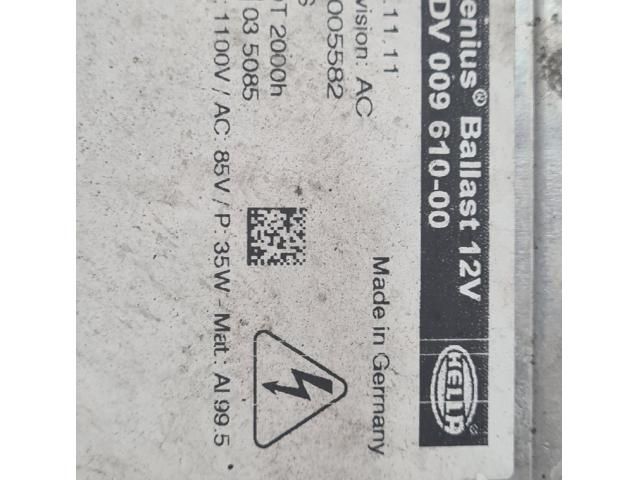 enius® Ballast 12V
DV 009 610-00
HELLA®
.11.11
vision: AC
005582
Made in Germany
OT 2000h
03 5085
1100V / AC: 85V / P: 35W - Mat.: Al 99.5